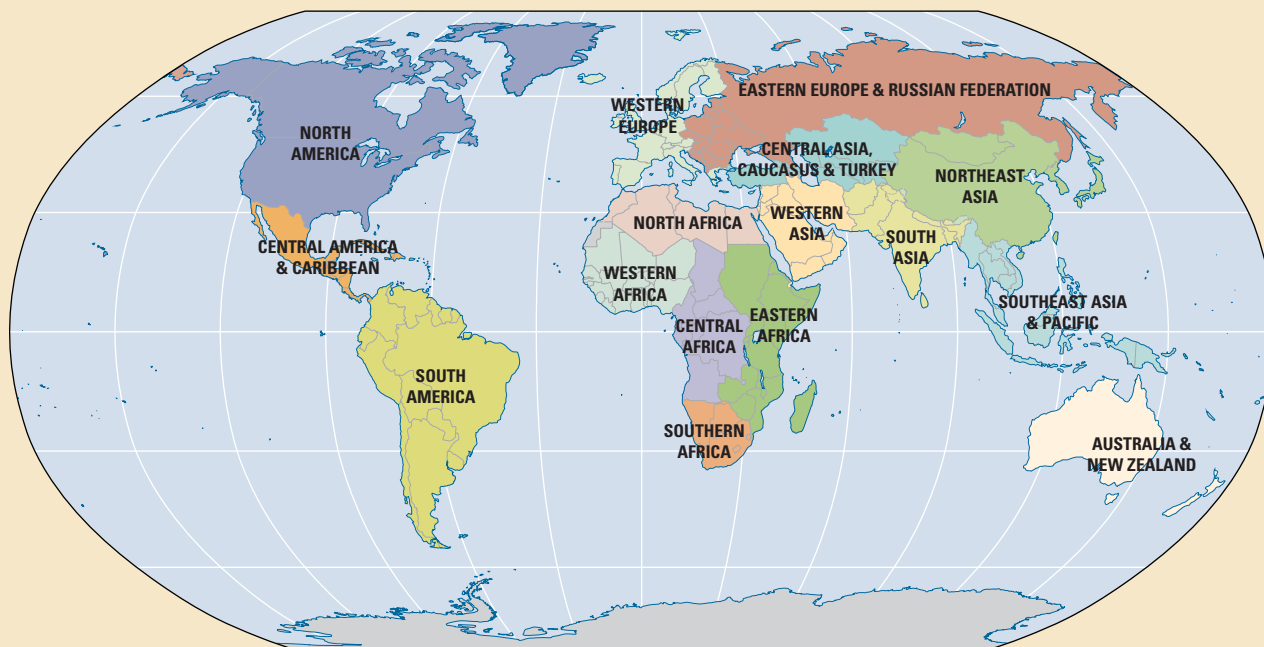 EASTERN EUROPE & RUSSIAN FEDERATION
WESTERN
EUROPE
NORTH
AMERICA
CENTRAL ASIA,
CAUCASUS & TURKEY
NORTHEAST
ASIA
NORTH AFRICA
WESTERN
ASIA
SOUTH
ASIA
CENTRAL AMERICA
& CARIBBEAN
WESTERN
AFRICA
SOUTHEAST ASIA
& PACIFIC
EASTERN
AFRICA
CENTRAL
AFRICA
SOUTH
AMERICA
SOUTHERN
AFRICA
AUSTRALIA &
NEW ZEALAND